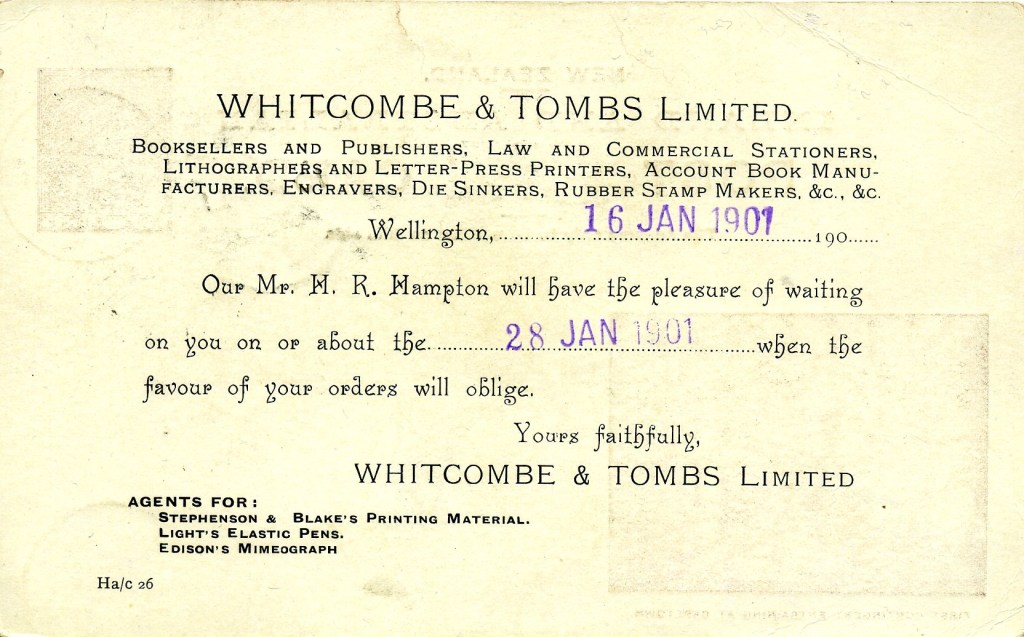 WHITCOMBE & TOMBS LIMITED.
BOOKSELLERS AND PUBLISHERS, LAW AND COMMERCIAL STATIONERS,
LITHOGRAPHERS AND LETTER-PRESS PRINTERS, ACCOUNT BOOK MANU-
FACTURERS, ENGRAVERS, DIE SINKERS, RUBBER STAMP MAKERS, &C., &C.
Wellington, 16 JAN 1901 190
Our Mr. H. R. Hampton will have the pleasure of waiting
on you on or about the 28 JAN 1901 when the
favour of your orders will oblige.
Yours faithfully,
WHITCOMBE & TOMBS LIMITED
AGENTS FOR:
STEPHENSON & BLAKE'S PRINTING MATERIAL.
LIGHT'S ELASTIC PENS.
EDISON'S MIMEOGRAPH
Ha/c 26